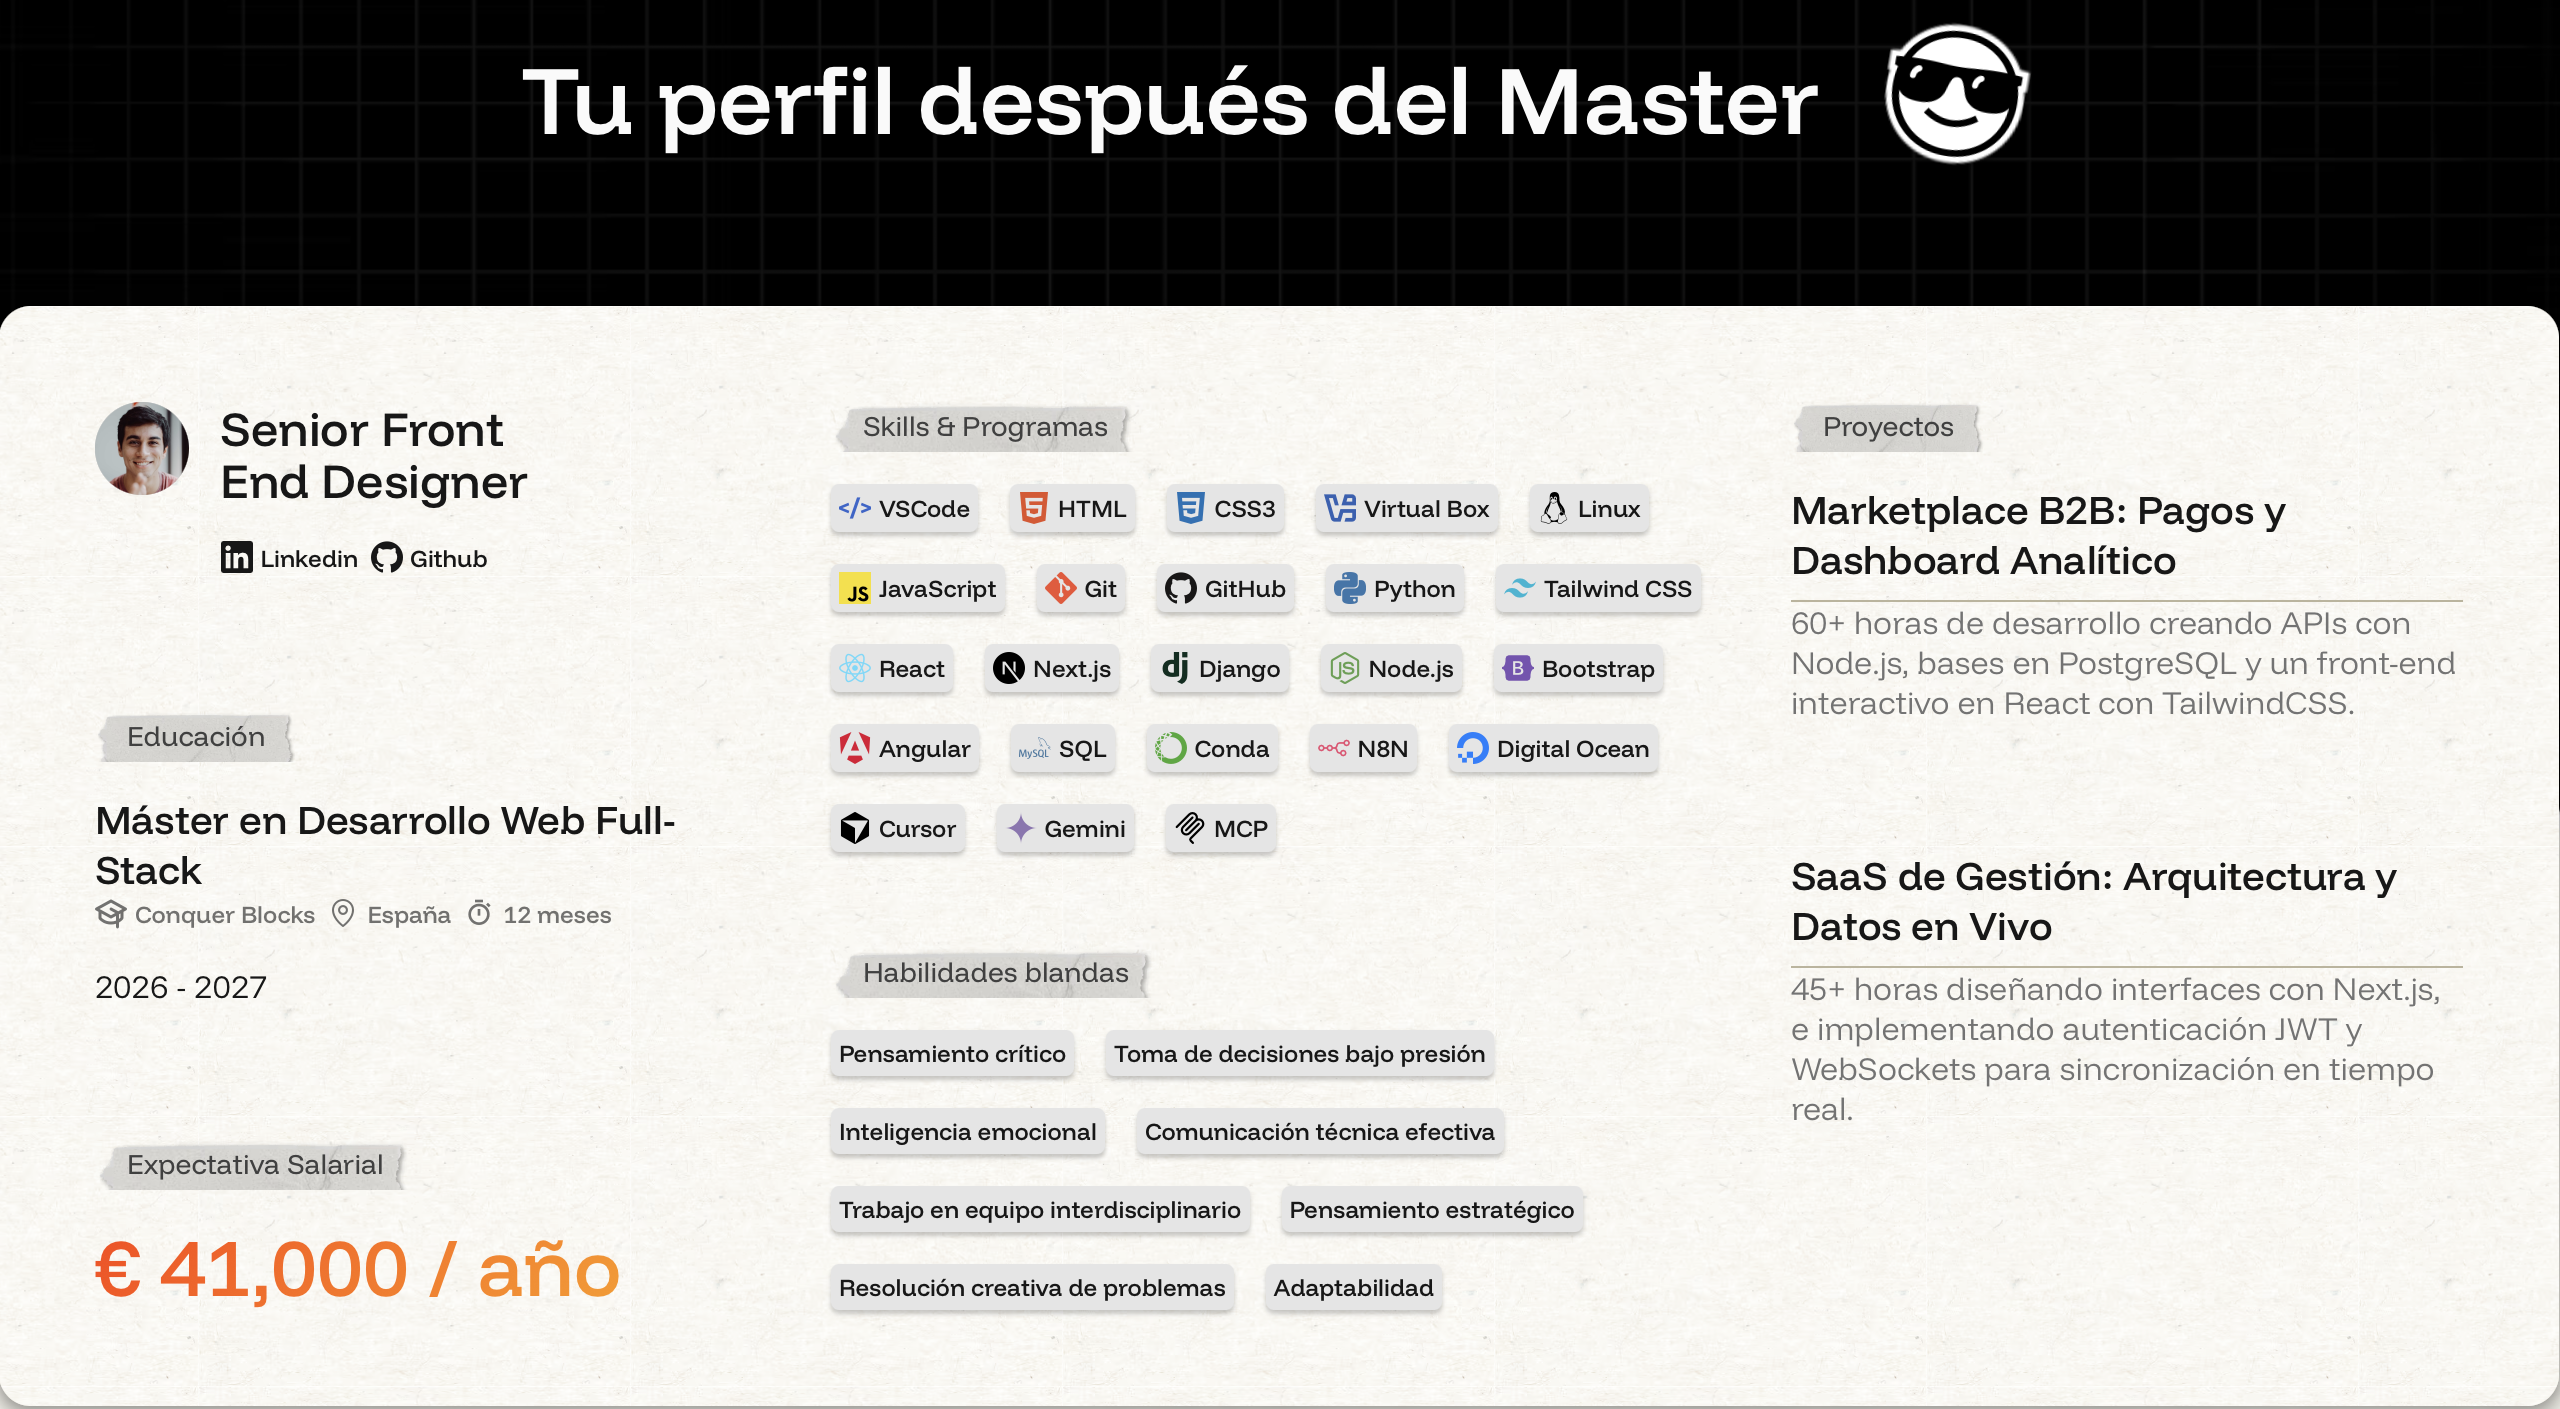 Tu perfil después del Master
Senior Front
End Designer
in Linkedin Github
Educación
Máster en Desarrollo Web Full-
Stack
Conquer Blocks España 12 meses
2026 - 2027
Expectativa Salarial
€ 41,000 / año
Skills & Programas
</> VSCode HTML CSS3 Virtual Box Linux
JS JavaScript Git GitHub Python Tailwind CSS
React N Next.js dj Django JS Node.js B Bootstrap
Angular MySQL SQL Conda N8N Digital Ocean
Cursor Gemini MCP
Habilidades blandas
Pensamiento crítico Toma de decisiones bajo presión
Inteligencia emocional Comunicación técnica efectiva
Trabajo en equipo interdisciplinario Pensamiento estratégico
Resolución creativa de problemas Adaptabilidad
Proyectos
Marketplace B2B: Pagos y
Dashboard Analítico
60+ horas de desarrollo creando APIs con
Node.js, bases en PostgreSQL y un front-end
interactivo en React con TailwindCSS.
SaaS de Gestión: Arquitectura y
Datos en Vivo
45+ horas diseñando interfaces con Next.js,
e implementando autenticación JWT y
WebSockets para sincronización en tiempo
real.